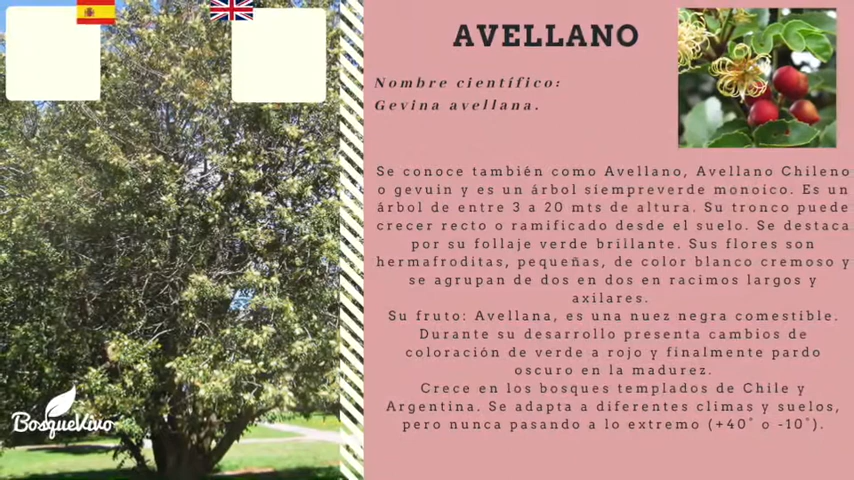 AVELLANO
Nombre científico:
Gevina avellana.
Se conoce también como Avellano, Avellano Chileno
o gevuin y es un árbol siempreverde monoico. Es un
árbol de entre 3 a 20 mts de altura. Su tronco puede
crecer recto o ramificado desde el suelo. Se destaca
por su follaje verde brillante. Sus flores son
hermafroditas, pequeñas, de color blanco cremoso y
se agrupan de dos en dos en racimos largos y
axilares.
Su fruto: Avellana, es una nuez negra comestible.
Durante su desarrollo presenta cambios de
coloración de verde a rojo y finalmente pardo
oscuro en la madurez.
Crece en los bosques templados de Chile y
Argentina. Se adapta a diferentes climas y suelos,
pero nunca pasando a lo extremo (+40° o -10°).
BosqueVivo